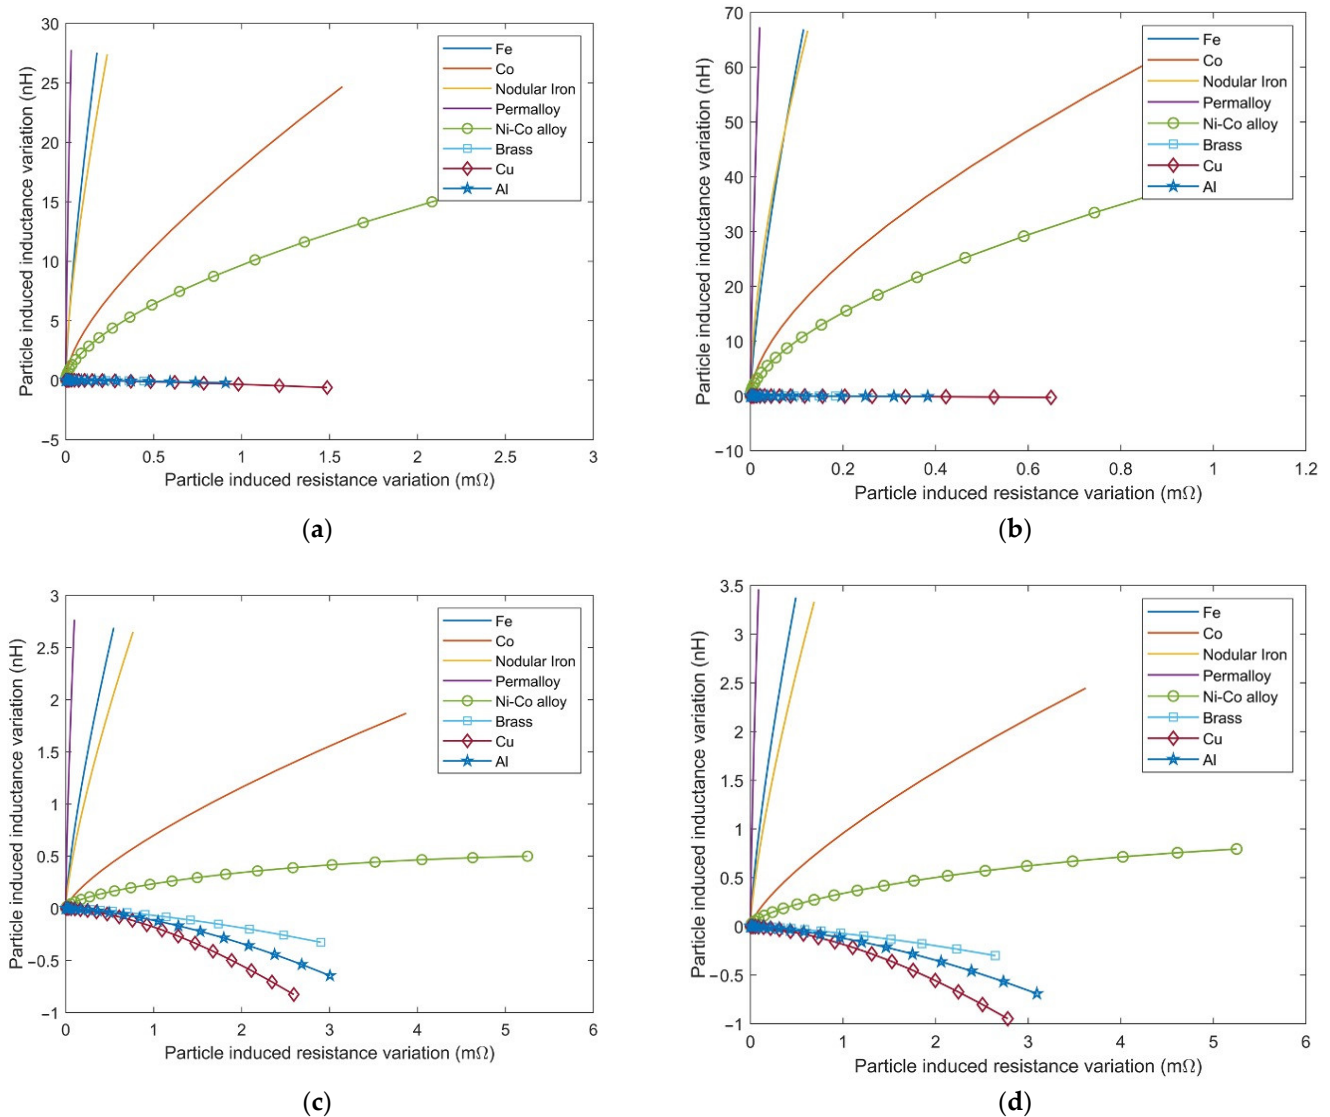 30
25
20
15
10
5
0
−5
0 0.5 1 1.5 2 2.5 3
Particle induced inductance variation (nH)
Particle induced resistance variation (mΩ)
Fe
Co
Nodular Iron
Permalloy
Ni-Co alloy
Brass
Cu
Al
(a)
70
60
50
40
30
20
10
0
−10
0 0.2 0.4 0.6 0.8 1 1.2
Particle induced inductance variation (nH)
Particle induced resistance variation (mΩ)
Fe
Co
Nodular Iron
Permalloy
Ni-Co alloy
Brass
Cu
Al
(b)
3
2.5
2
1.5
1
0.5
0
−0.5
−1
0 1 2 3 4 5 6
Particle induced inductance variation (nH)
Particle induced resistance variation (mΩ)
Fe
Co
Nodular Iron
Permalloy
Ni-Co alloy
Brass
Cu
Al
(c)
3.5
3
2.5
2
1.5
1
0.5
0
−0.5
−1
0 1 2 3 4 5 6
Particle induced inductance variation (nH)
Particle induced resistance variation (mΩ)
Fe
Co
Nodular Iron
Permalloy
Ni-Co alloy
Brass
Cu
Al
(d)